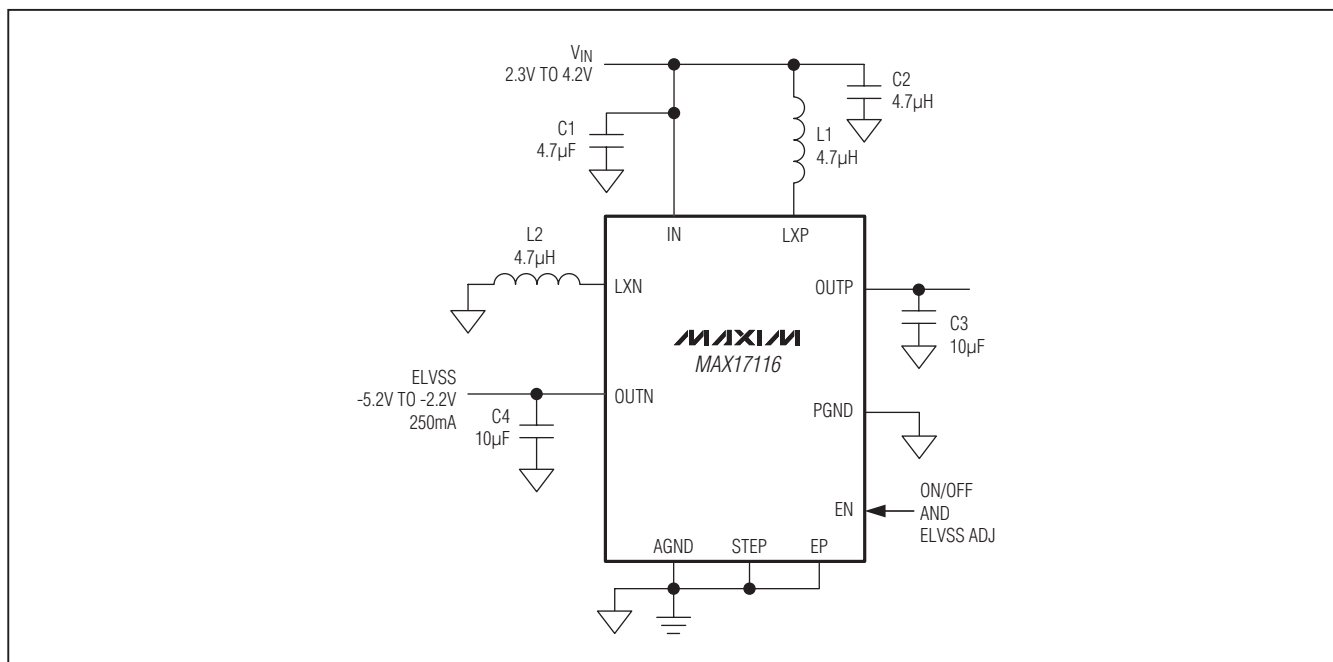 VIN
2.3V TO 4.2V
C2
4.7µH
C1
4.7µF
L1
4.7µH
IN
LXP
L2
4.7µH
LXN
OUTP
C3
10µF
MAXIM
MAX17116
ELVSS
-5.2V TO -2.2V
250mA
OUTN
C4
10µF
PGND
EN
ON/OFF
AND
ELVSS ADJ
AGND
STEP
EP